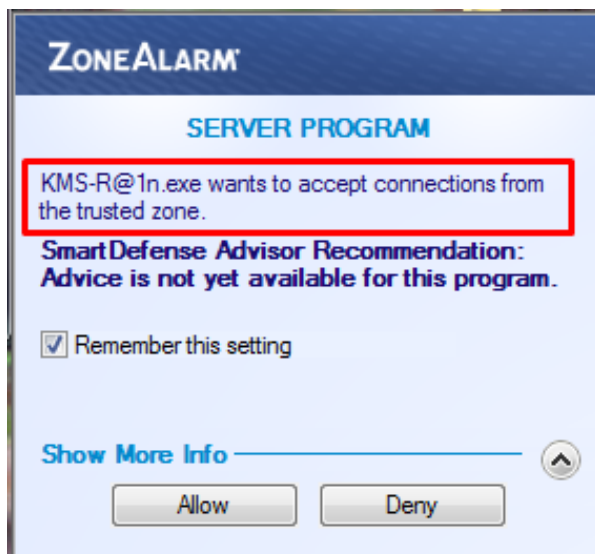 ZONEALARM
SERVER PROGRAM
KMS-R@1n.exe wants to accept connections from
the trusted zone.
SmartDefense Advisor Recommendation:
Advice is not yet available for this program.
Remember this setting
Show More Info
Allow Deny